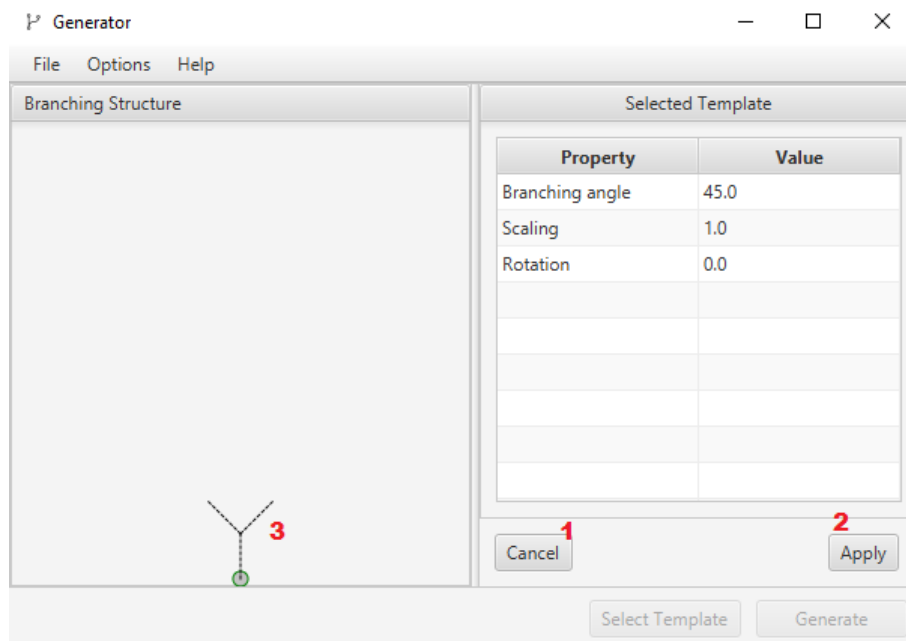 Generator
File Options Help
Branching Structure
Selected Template
Property Value
Branching angle 45.0
Scaling 1.0
Rotation 0.0
3
1
2
Cancel
Apply
Select Template
Generate